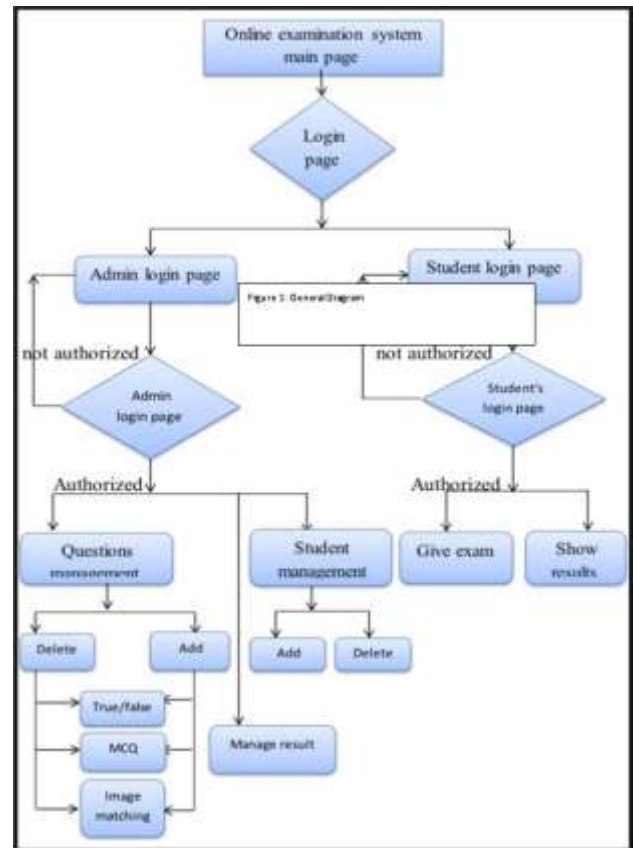 Online examination system
main page
Login
page
Admin login page
Student login page
Figure 1: General Diagram
not authorized
not authorized
Admin
login page
Student's
login page
Authorized
Authorized
Questions
management
Student
management
Give exam
Show
results
Delete
Add
Add
Delete
True/false
MCQ
Manage result
Image
matching